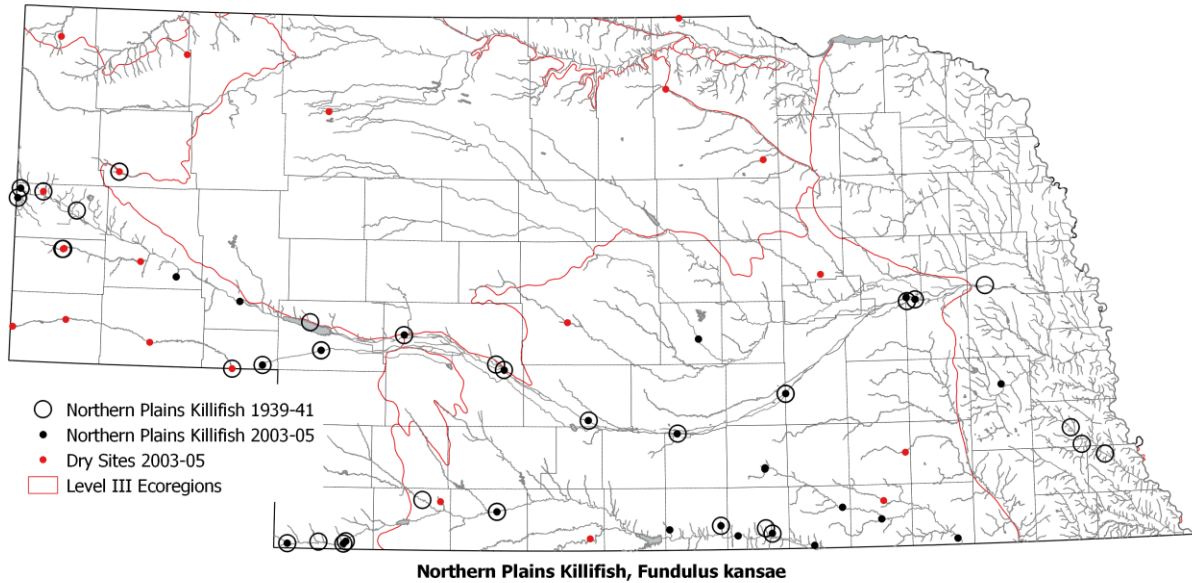 Northern Plains Killifish 1939-41
Northern Plains Killifish 2003-05
Dry Sites 2003-05
Level III Ecoregions
Northern Plains Killifish, Fundulus kansae